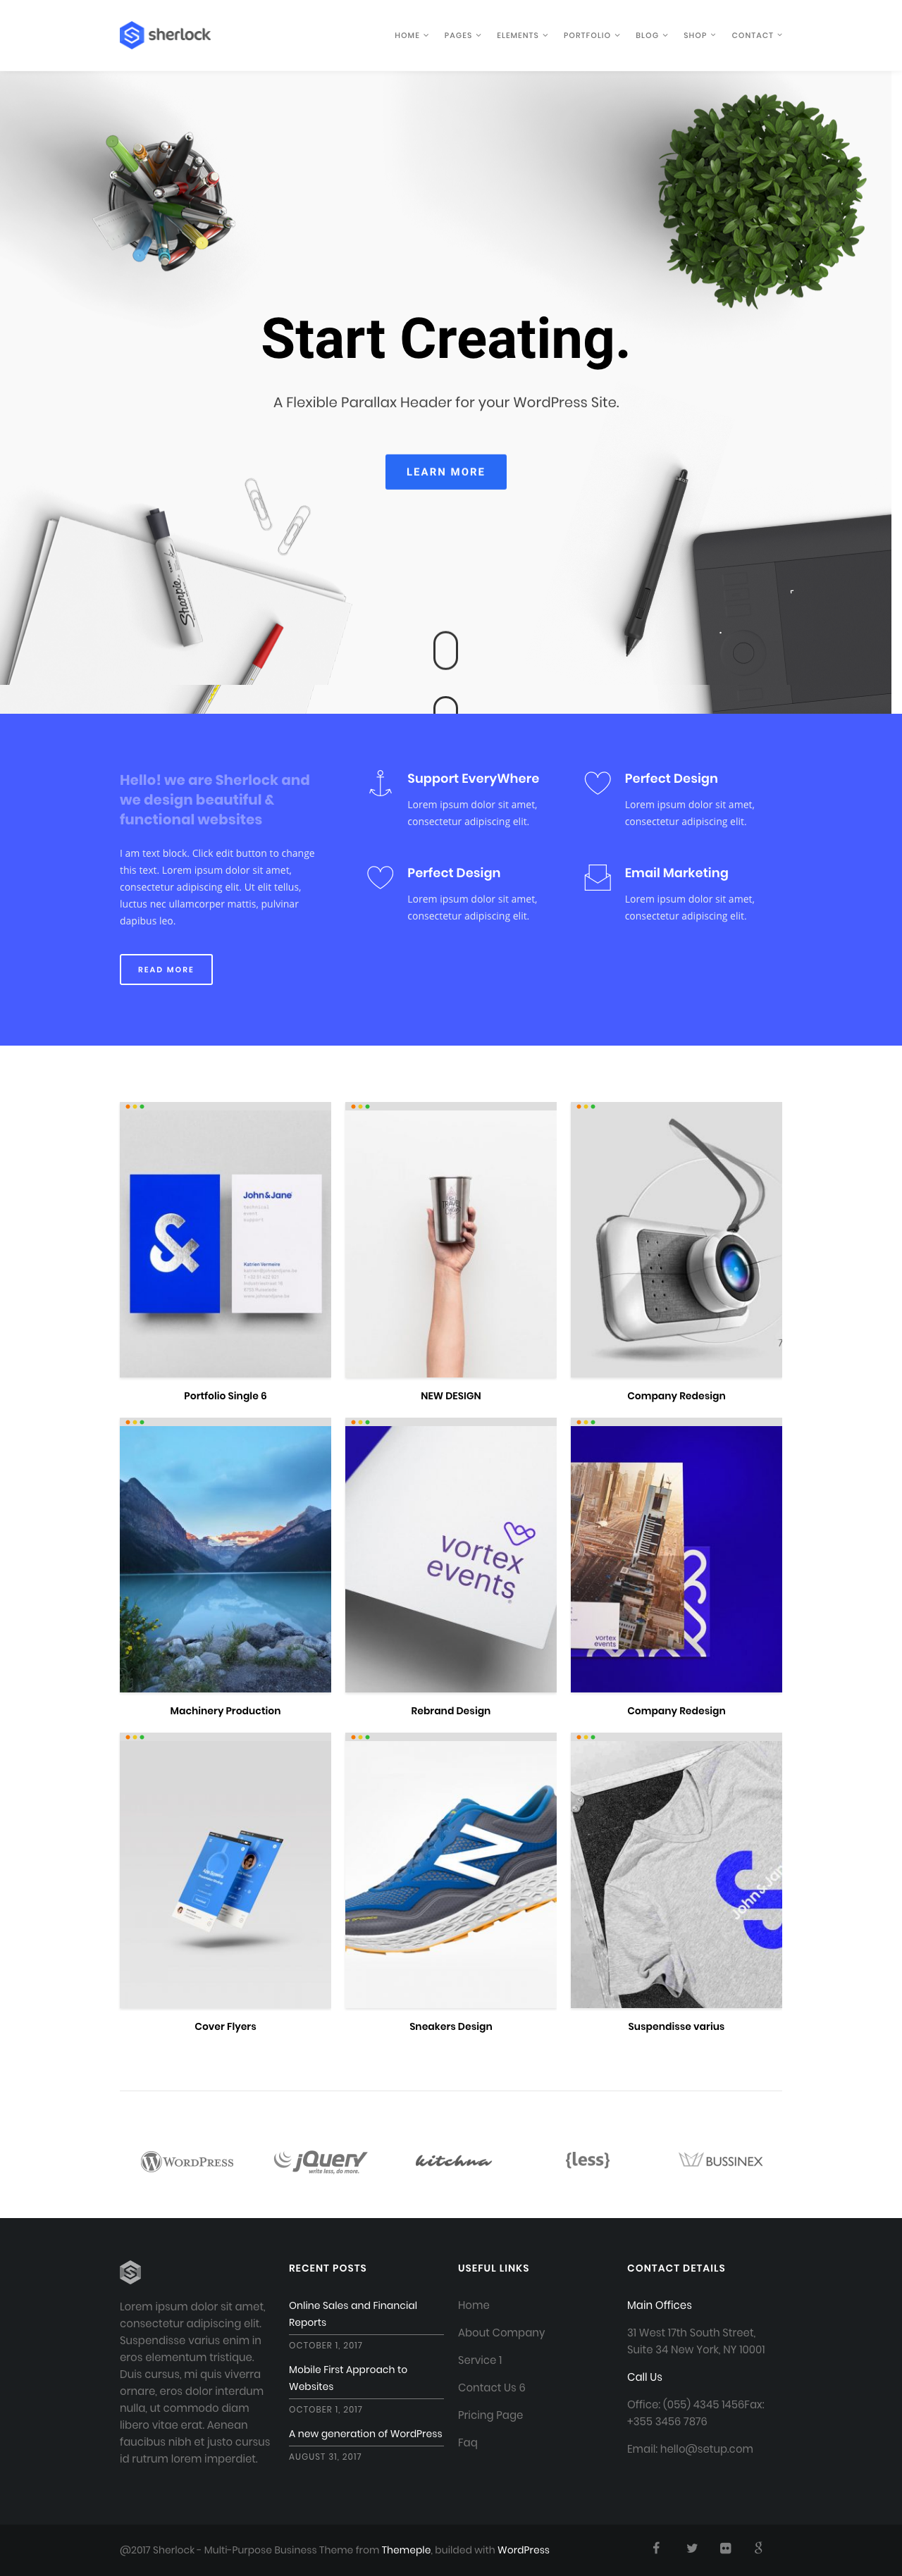 sherlock
HOME PAGES ELEMENTS PORTFOLIO BLOG SHOP CONTACT
Start Creating.
A Flexible Parallax Header for your WordPress Site.
LEARN MORE
Sharpie
Hello! we are Sherlock and
we design beautiful &
functional websites
I am text block. Click edit button to change
this text. Lorem ipsum dolor sit amet,
consectetur adipiscing elit. Ut elit tellus,
luctus nec ullamcorper mattis, pulvinar
dapibus leo.
READ MORE
Support EveryWhere
Lorem ipsum dolor sit amet,
consectetur adipiscing elit.
Perfect Design
Lorem ipsum dolor sit amet,
consectetur adipiscing elit.
Perfect Design
Lorem ipsum dolor sit amet,
consectetur adipiscing elit.
Email Marketing
Lorem ipsum dolor sit amet,
consectetur adipiscing elit.
&
John&Jane
Katrien Vermeire
7
Portfolio Single 6
NEW DESIGN
Company Redesign
vortex
events
vortex
events
Machinery Production
Rebrand Design
Company Redesign
N
John&Jan
Cover Flyers
Sneakers Design
Suspendisse varius
WORDPRESS
jQuery
write less, do more.
kitchna
{less}
BUSSINEX
Lorem ipsum dolor sit amet,
consectetur adipiscing elit.
Suspendisse varius enim in
eros elementum tristique.
Duis cursus, mi quis viverra
ornare, eros dolor interdum
nulla, ut commodo diam
libero vitae erat. Aenean
faucibus nibh et justo cursus
id rutrum lorem imperdiet.
RECENT POSTS
Online Sales and Financial
Reports
OCTOBER 1, 2017
Mobile First Approach to
Websites
OCTOBER 1, 2017
A new generation of WordPress
AUGUST 31, 2017
USEFUL LINKS
Home
About Company
Service 1
Contact Us 6
Pricing Page
Faq
CONTACT DETAILS
Main Offices
31 West 17th South Street,
Suite 34 New York, NY 10001
Call Us
Office: (055) 4345 1456Fax:
+355 3456 7876
Email: hello@setup.com
@2017 Sherlock - Multi-Purpose Business Theme from Themeple, builded with WordPress